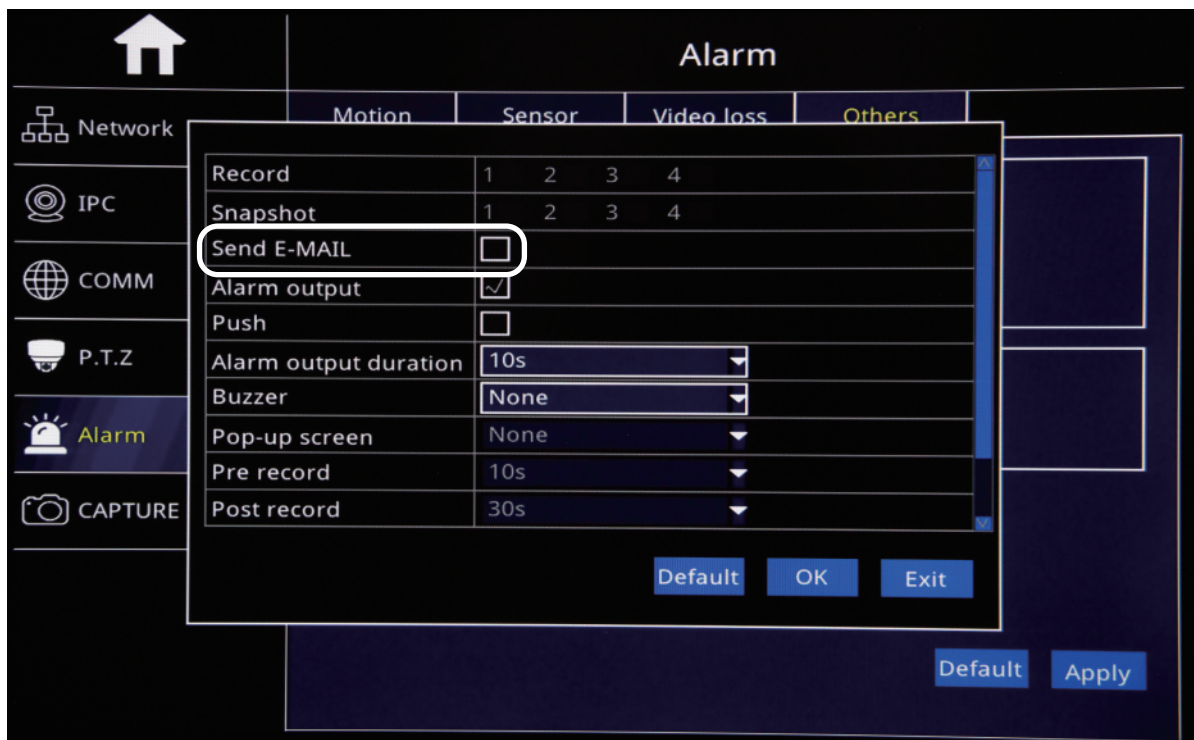 Alarm
Network
IPC
COMM
P.T.Z
Alarm
CAPTURE
Motion Sensor Video loss Others
Record 1 2 3 4
Snapshot 1 2 3 4
Send E-MAIL
Alarm output
Push
Alarm output duration 10s
Buzzer None
Pop-up screen None
Pre record 10s
Post record 30s
Default OK Exit
Default Apply